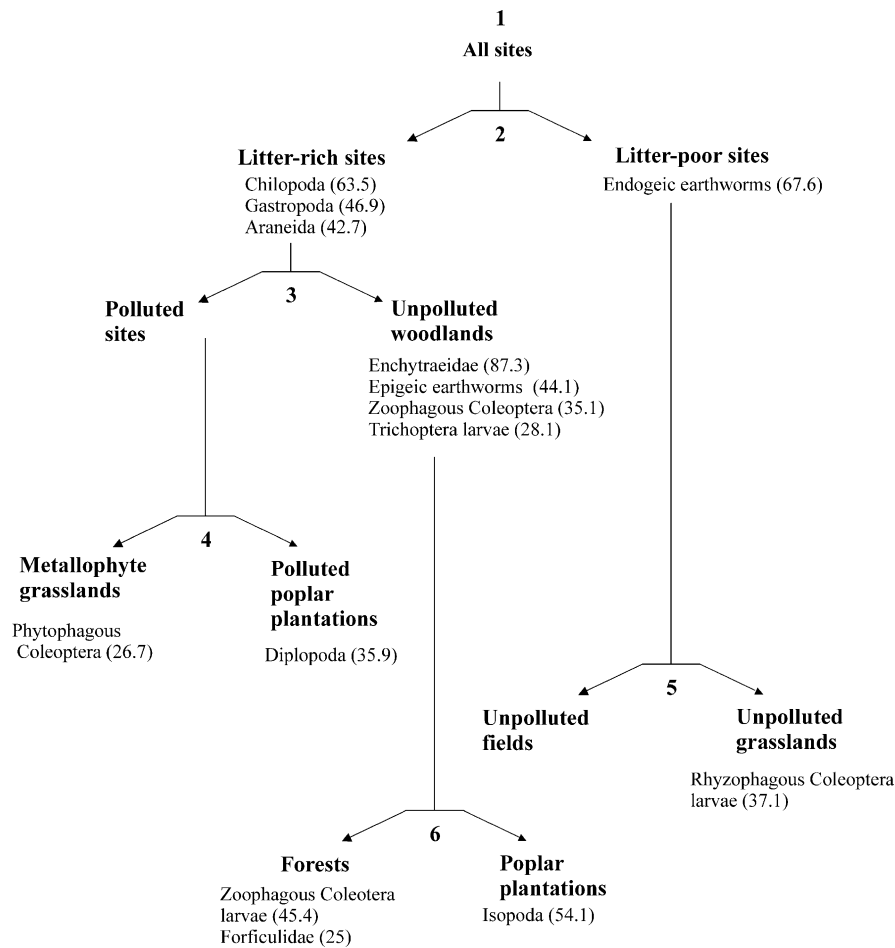 1
All sites
2
Litter-rich sites
Chilopoda (63.5)
Gastropoda (46.9)
Araneida (42.7)
Litter-poor sites
Endogeic earthworms (67.6)
3
Polluted
sites
Unpolluted
woodlands
Enchytraeidae (87.3)
Epigeic earthworms (44.1)
Zoophagous Coleoptera (35.1)
Trichoptera larvae (28.1)
4
Metallophyte
grasslands
Phytophagous
Coleoptera (26.7)
Polluted
poplar
plantations
Diplopoda (35.9)
5
Unpolluted
fields
Unpolluted
grasslands
Rhyzophagous Coleoptera
larvae (37.1)
6
Forests
Zoophagous Coleotera
larvae (45.4)
Forficulidae (25)
Poplar
plantations
Isopoda (54.1)